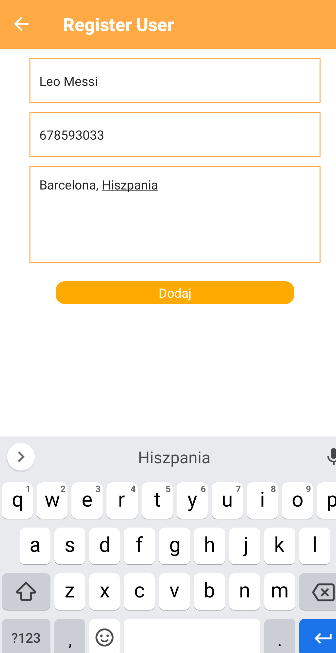 Register User
Leo Messi
678593033
Barcelona, Hiszpania
Dodaj
Hiszpania
1 2 3 4 5 6 7 8 9
q w e r t y u i o p
a s d f g h j k l
z x c v b n m
?123 , .